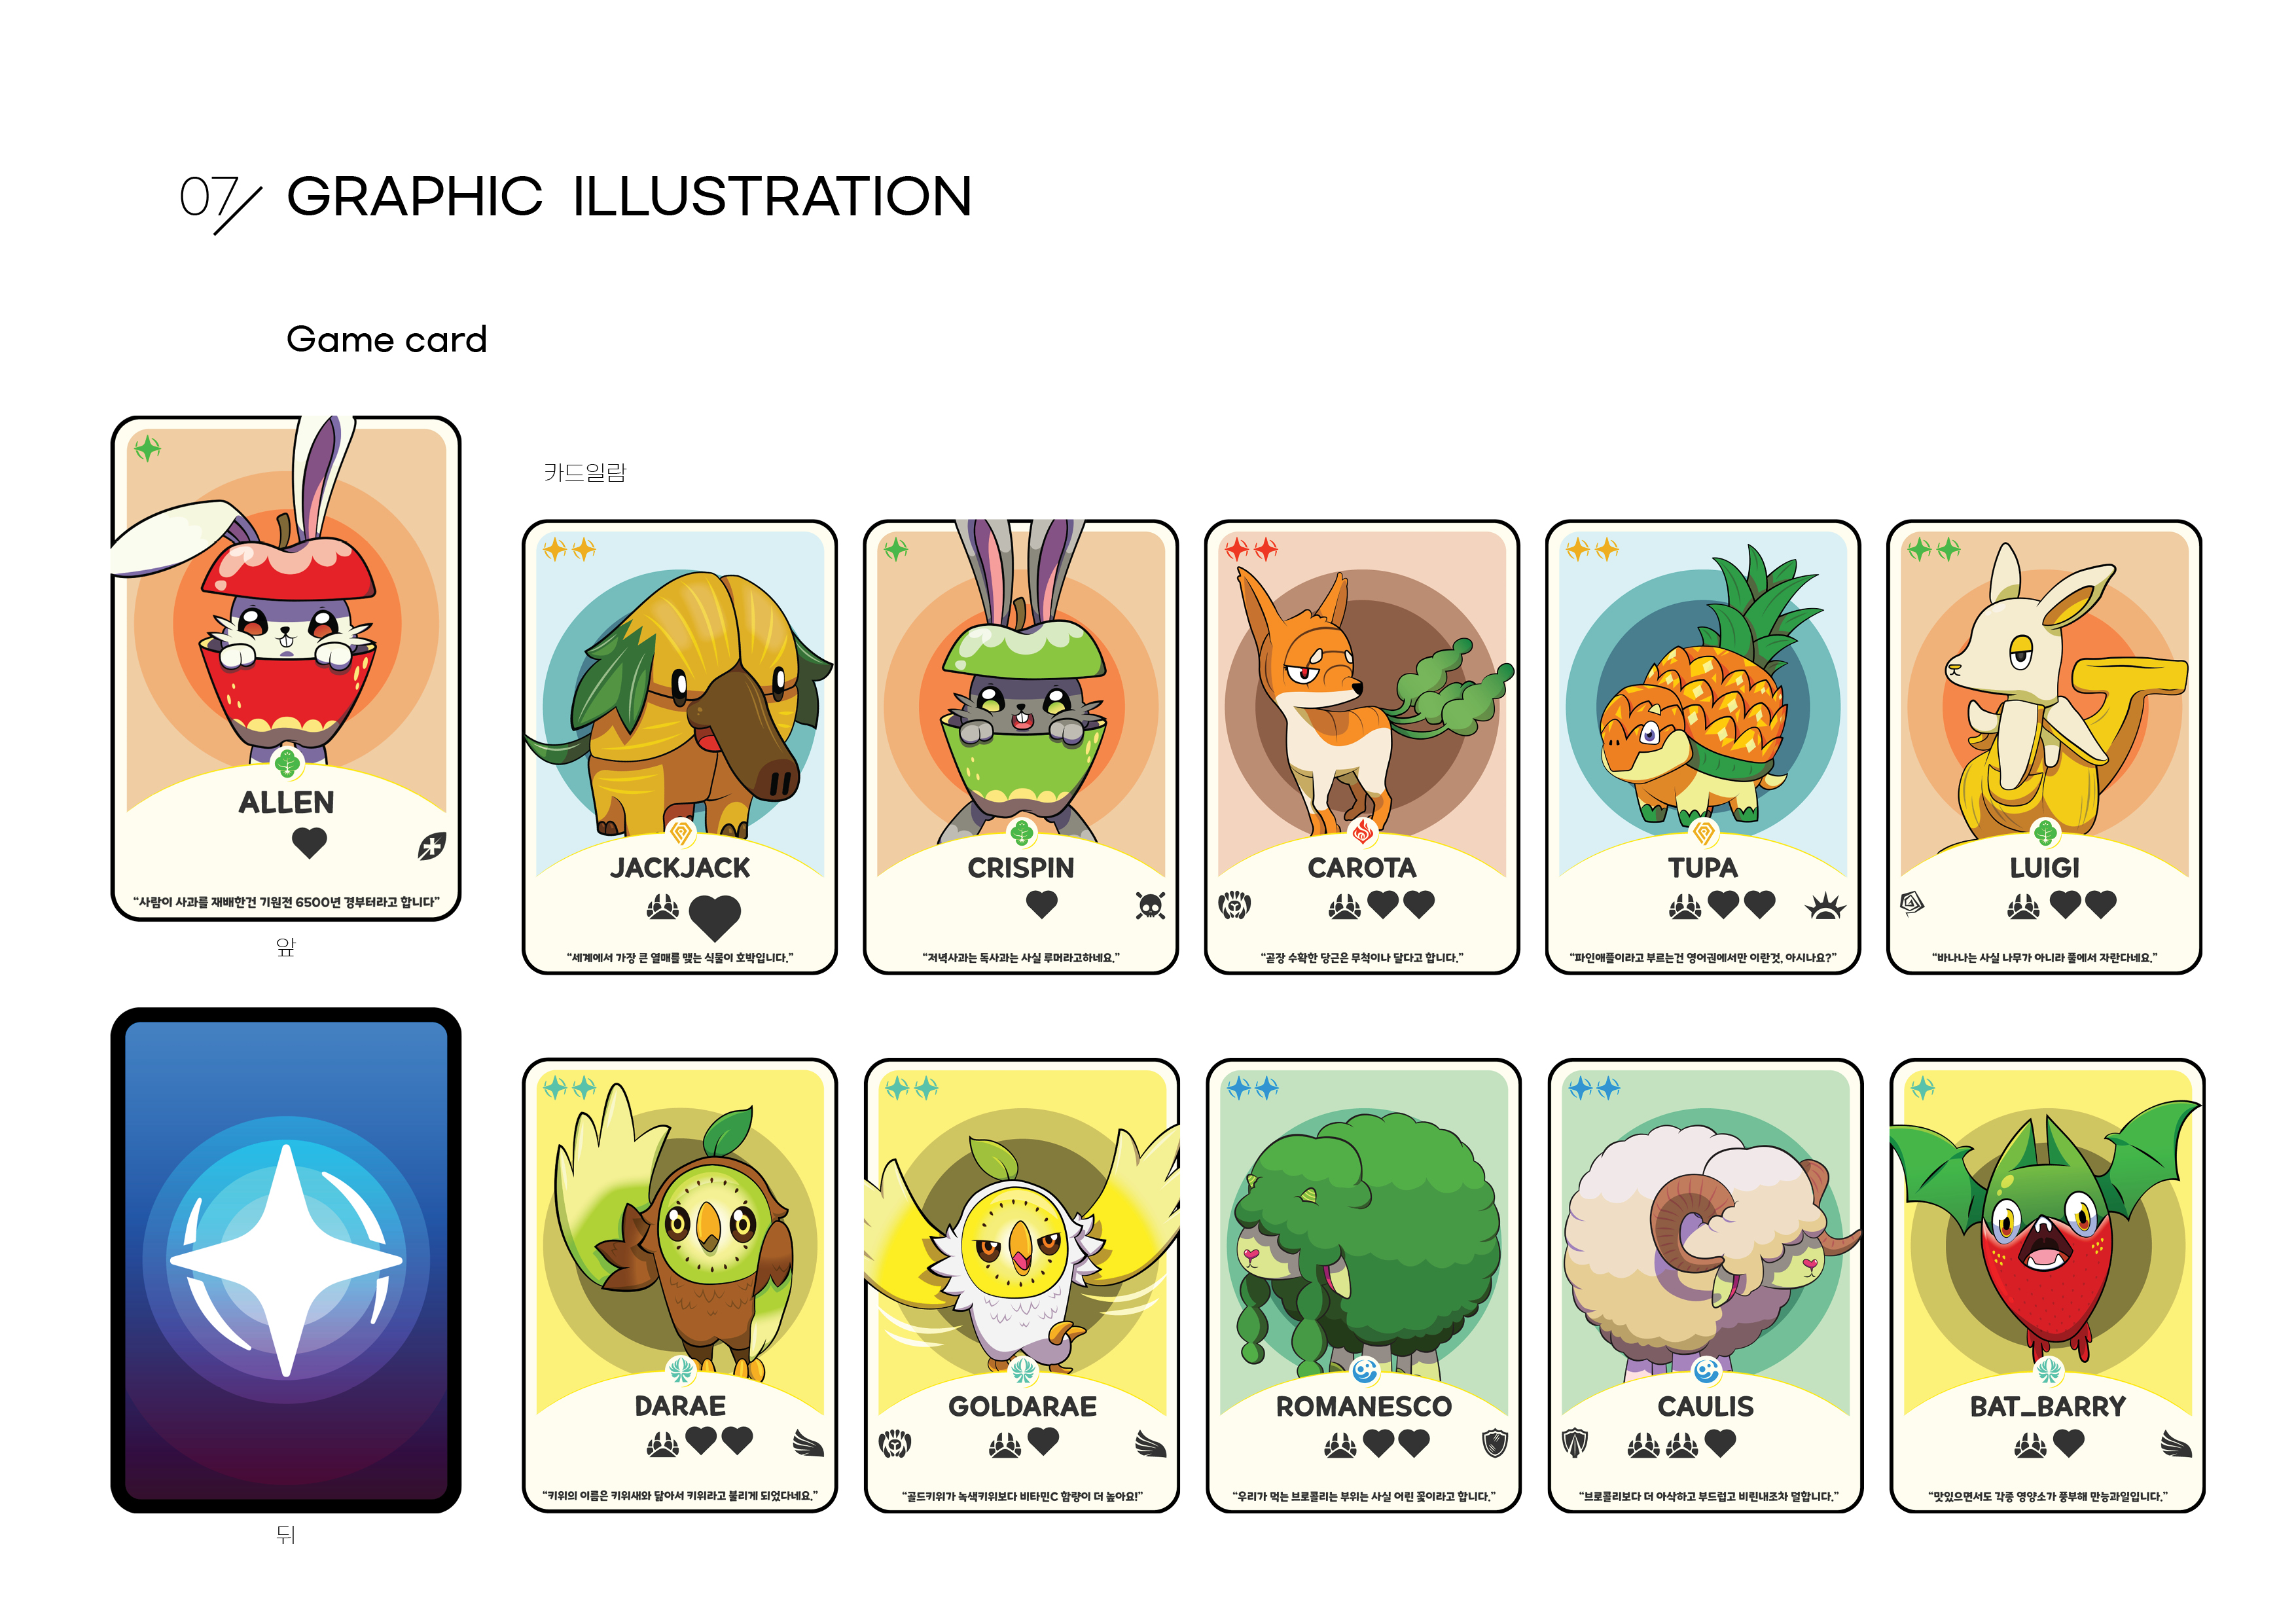 07/ GRAPHIC ILLUSTRATION
Game card
카드일람
ALLEN
“사람이 사과를 재배한건 기원전 6500년 경부터라고 합니다”
앞
JACKJACK
“세계에서 가장 큰 열매를 맺는 식물이 호박입니다.”
CRISPIN
“저녁사과는 독사과는 사실 루머라고하네요.”
CAROTA
“곧장 수확한 당근은 무척이나 달다고 합니다.”
TUPA
“파인애플이라고 부르는건 영어권에서만 이란것, 아시나요?”
LUIGI
“바나나는 사실 나무가 아니라 풀에서 자란다네요.”
뒤
DARAE
“키위의 이름은 키위새와 닮아서 키위라고 불리게 되었다네요.”
GOLDARAE
“골드키위가 녹색키위보다 비타민C 함량이 더 높아요!”
ROMANESCO
“우리가 먹는 브로콜리는 부위는 사실 어린 꽃이라고 합니다.”
CAULIS
“브로콜리보다 더 아삭하고 부드럽고 비린내조차 덜합니다.”
BAT_BARRY
“맛있으면서도 각종 영양소가 풍부해 만능과일입니다.”